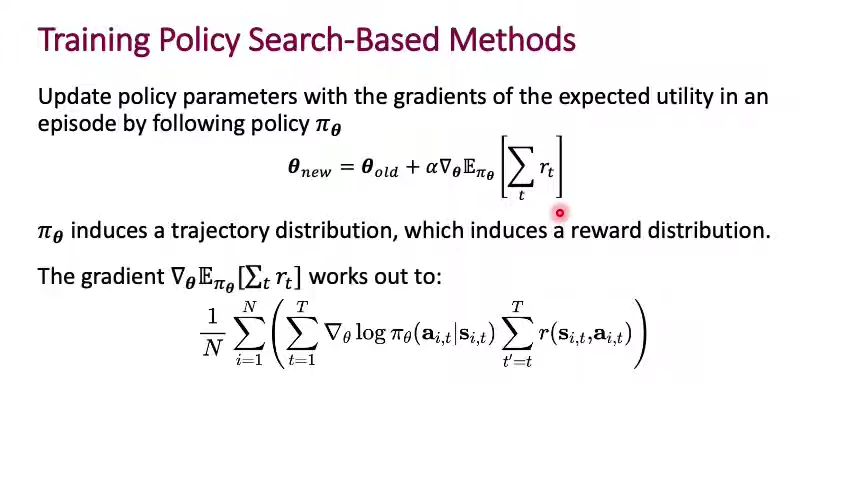 Training Policy Search-Based Methods
Update policy parameters with the gradients of the expected utility in an
episode by following policy π_θ
θ_new = θ_old + α∇_θ 𝔼_{π_θ} [∑_t r_t]
π_θ induces a trajectory distribution, which induces a reward distribution.
The gradient ∇_θ 𝔼_{π_θ}[∑_t r_t] works out to:
1/N ∑_{i=1}^{N} (∑_{t=1}^{T} ∇_θ log π_θ(a_{i,t}|s_{i,t}) ∑_{t'=t}^{T} r(s_{i,t},a_{i,t}))